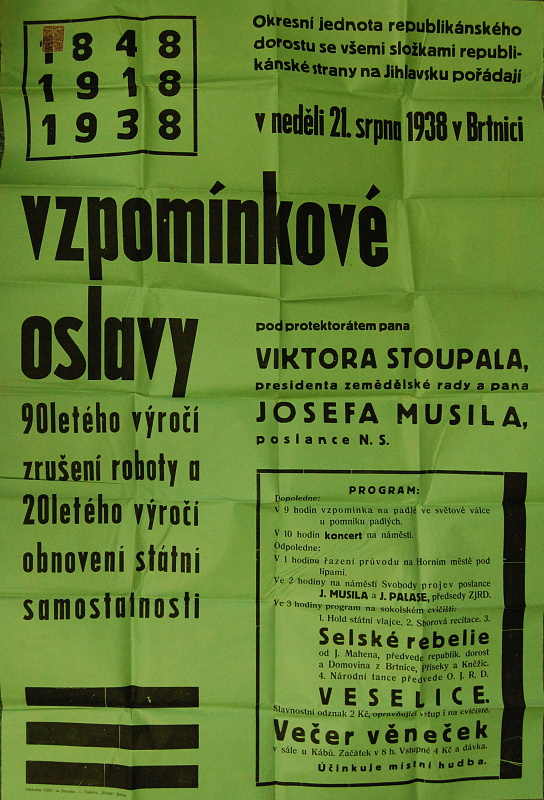 1848
1918
1938
Okresní jednota republikánského
dorostu se všemi složkami republi-
kánské strany na Jihlavsku pořádají
v neděli 21. srpna 1938 v Brtnici
vzpomínkové
oslavy
90letého výročí
zrušení roboty a
20letého výročí
obnovení státní
samostatnosti
pod protektorátem pana
VIKTORA STOUPALA,
presidenta zemědělské rady a pana
JOSEFA MUSILA,
poslance N. S.
PROGRAM:
Dopoledne:
V 9 hodin vzpomínka na padlé ve světové válce
u pomníku padlých.
V 10 hodin koncert na náměstí.
Odpoledne:
V 1 hodinu řazení průvodu na Horním městě pod
lipami.
Ve 2 hodiny na náměstí Svobody projev poslance
J. MUSILA a J. PALASE, předsedy ZJRD.
Ve 3 hodiny program na sokolském cvičišti:
1. Hold státní vlajce, 2. Sborová recitace. 3.
Selské rebelie
od J. Mahena, předvede republik. dorost
a Domovina z Brtnice, Příseky a Kněžic.
4. Národní tance předvede O. J. R. D.
VESELICE.
Slavnostní odznak 2 Kč, opravňující vstup i na cvičiště.
Večer věneček
v sále u Kábů. Začátek v 8 h. Vstupné 4 Kč a dávka.
Účinkuje místní hudba.